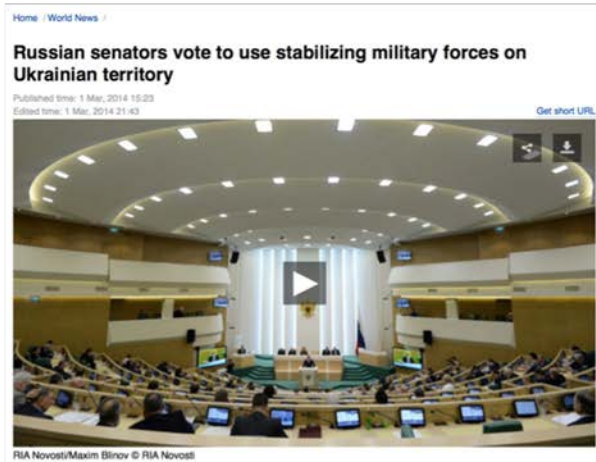 Home / World News /
Russian senators vote to use stabilizing military forces on
Ukrainian territory
Published time: 1 Mar, 2014 15:23
Edited time: 1 Mar, 2014 21:43
Get short URL
RIA Novosti/Maxim Blinov © RIA Novosti